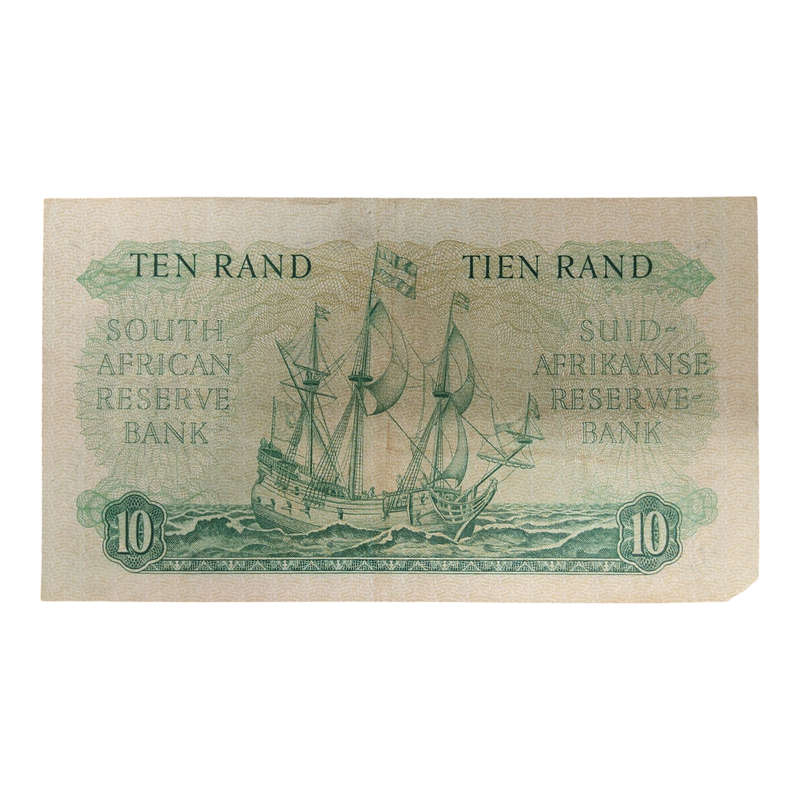 TEN RAND
TIEN RAND
SOUTH
AFRICAN
RESERVE
BANK
SUID-
AFRIKAANSE
RESERWE-
BANK
10
10